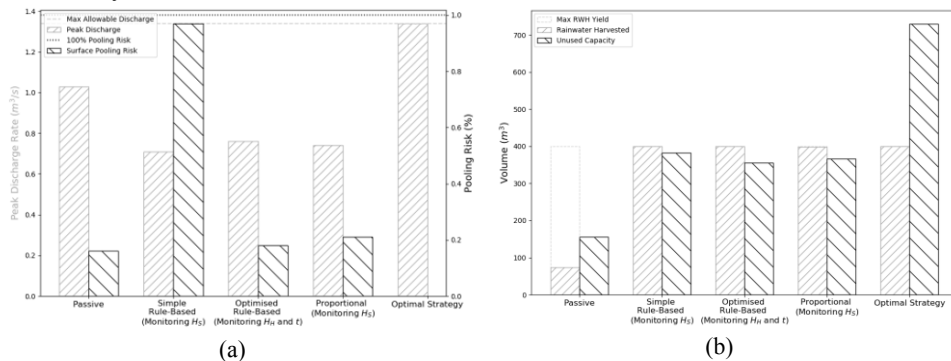 1.4
1.2
1.0
0.8
0.6
0.4
0.2
0.0
Peak Discharge Rate (m³/s)
Max Allowable Discharge
Peak Discharge
100% Pooling Risk
Surface Pooling Risk
1.0
0.8
0.6
0.4
0.2
0.0
Pooling Risk (%)
Passive
Simple
Rule-Based
(Monitoring H_S)
Optimised
Rule-Based
(Monitoring H_H and t)
Proportional
(Monitoring H_S)
Optimal Strategy
(a)
700
600
500
400
300
200
100
0
Volume (m³)
Max RWH Yield
Rainwater Harvested
Unused Capacity
Passive
Simple
Rule-Based
(Monitoring H_S)
Optimised
Rule-Based
(Monitoring H_H and t)
Proportional
(Monitoring H_S)
Optimal Strategy
(b)